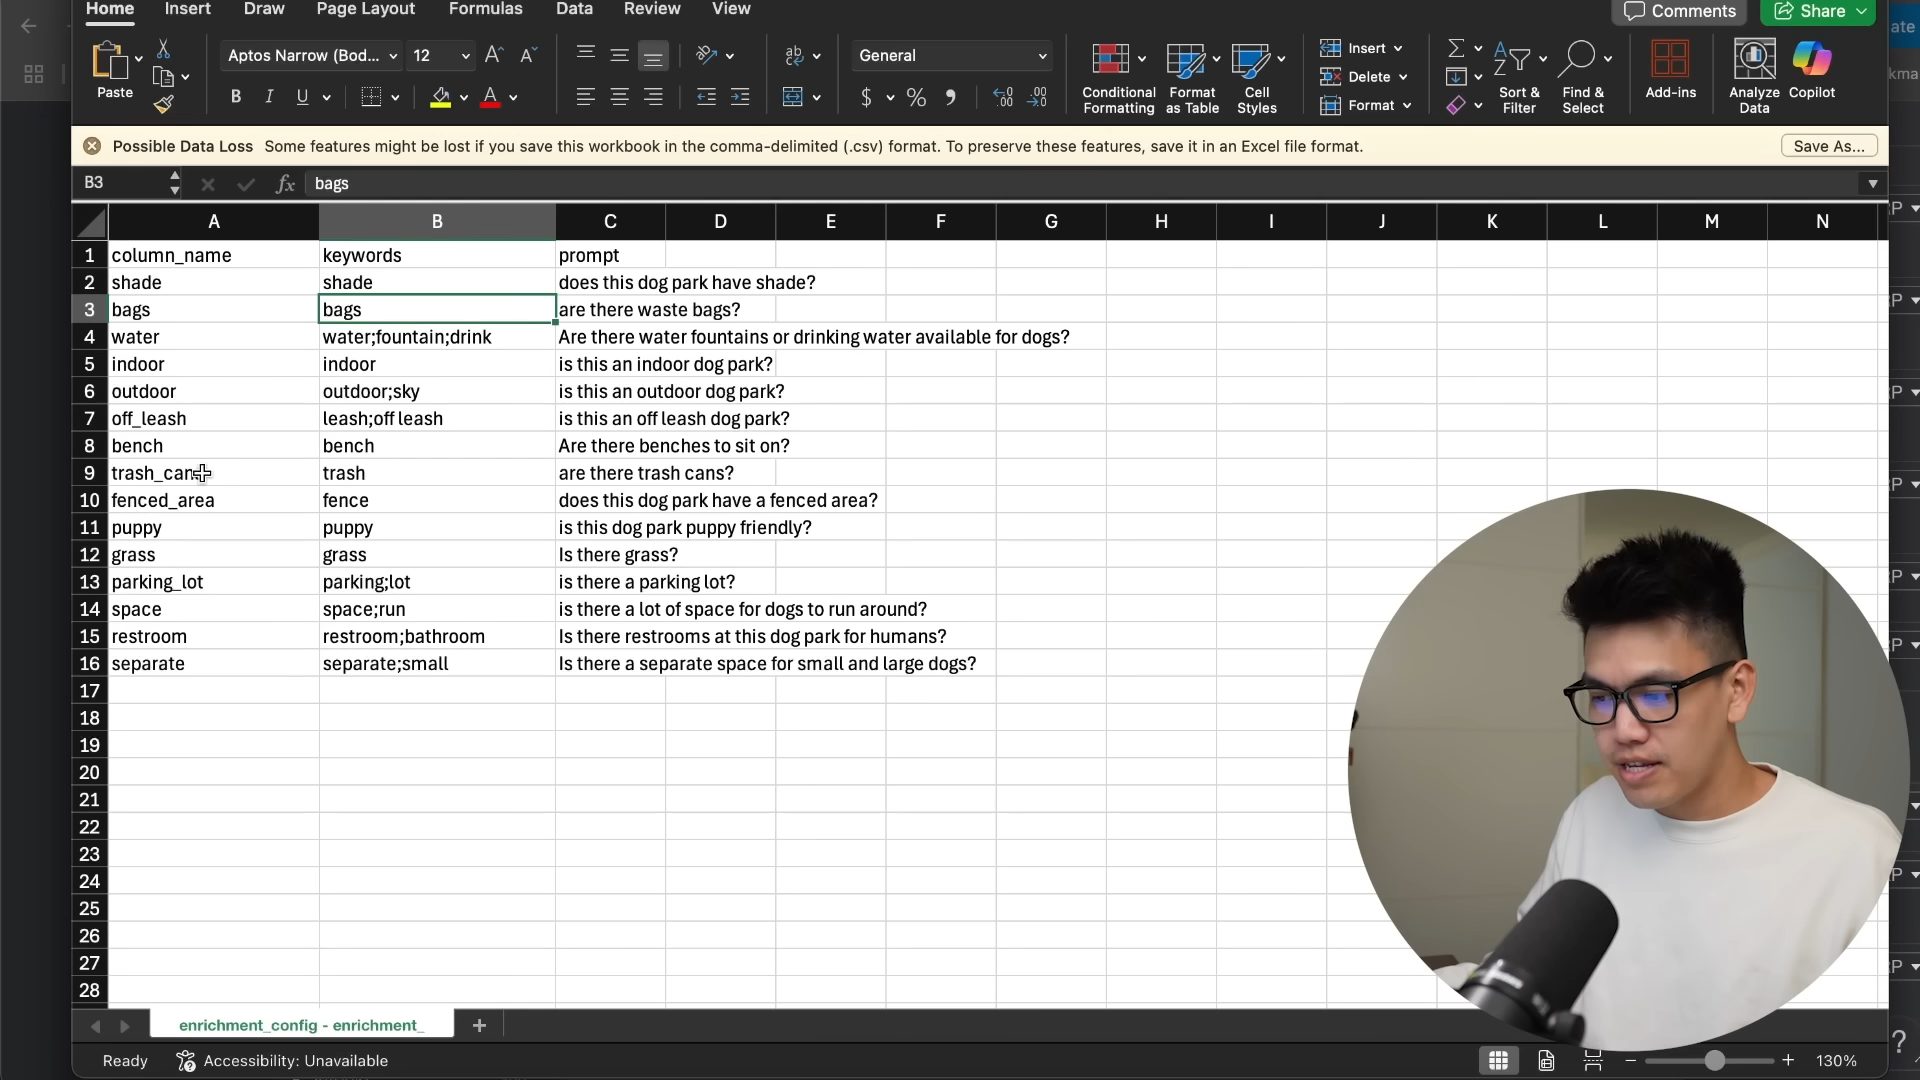 Home Insert Draw Page Layout Formulas Data Review View Comments Share
Paste
Aptos Narrow (Bod... 12
B I U
General
$ %
Conditional Formatting
Format as Table
Cell Styles
Insert
Delete
Format
Sort & Filter
Find & Select
Add-ins
Analyze Data
Copilot
Possible Data Loss Some features might be lost if you save this workbook in the comma-delimited (.csv) format. To preserve these features, save it in an Excel file format. Save As...
B3 fx bags
A B C D E F G H I J K L M N
1 column_name keywords prompt
2 shade shade does this dog park have shade?
3 bags bags are there waste bags?
4 water water;fountain;drink Are there water fountains or drinking water available for dogs?
5 indoor indoor is this an indoor dog park?
6 outdoor outdoor;sky is this an outdoor dog park?
7 off_leash leash;off leash is this an off leash dog park?
8 bench bench Are there benches to sit on?
9 trash_cans trash are there trash cans?
10 fenced_area fence does this dog park have a fenced area?
11 puppy puppy is this dog park puppy friendly?
12 grass grass Is there grass?
13 parking_lot parking;lot is there a parking lot?
14 space space;run is there a lot of space for dogs to run around?
15 restroom restroom;bathroom Is there restrooms at this dog park for humans?
16 separate separate;small Is there a separate space for small and large dogs?
17
18
19
20
21
22
23
24
25
26
27
28
enrichment_config - enrichment_ +
Ready Accessibility: Unavailable 130%